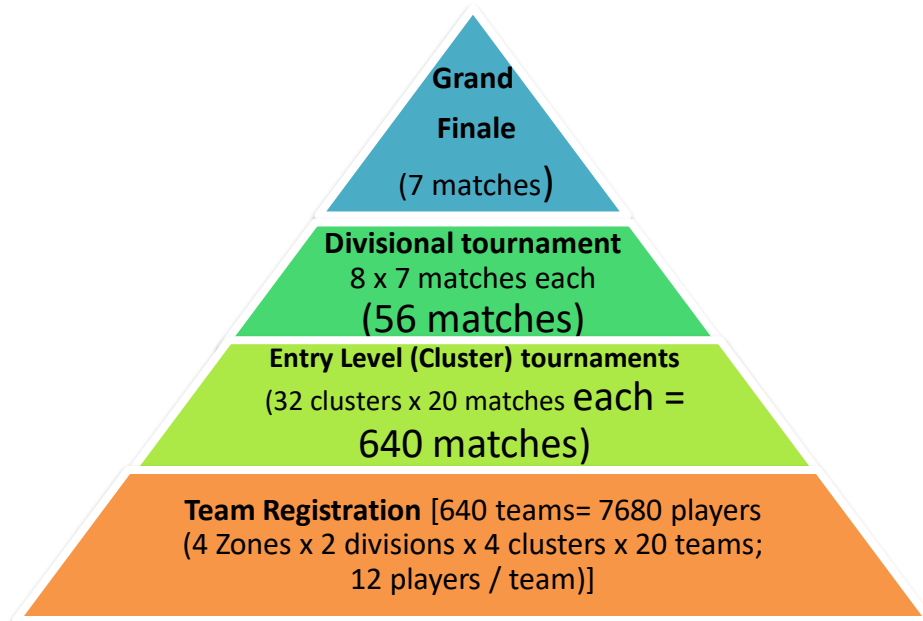 Grand
Finale
(7 matches)
Divisional tournament
8 x 7 matches each
(56 matches)
Entry Level (Cluster) tournaments
(32 clusters x 20 matches each =
640 matches)
Team Registration [640 teams= 7680 players
(4 Zones x 2 divisions x 4 clusters x 20 teams;
12 players / team)]